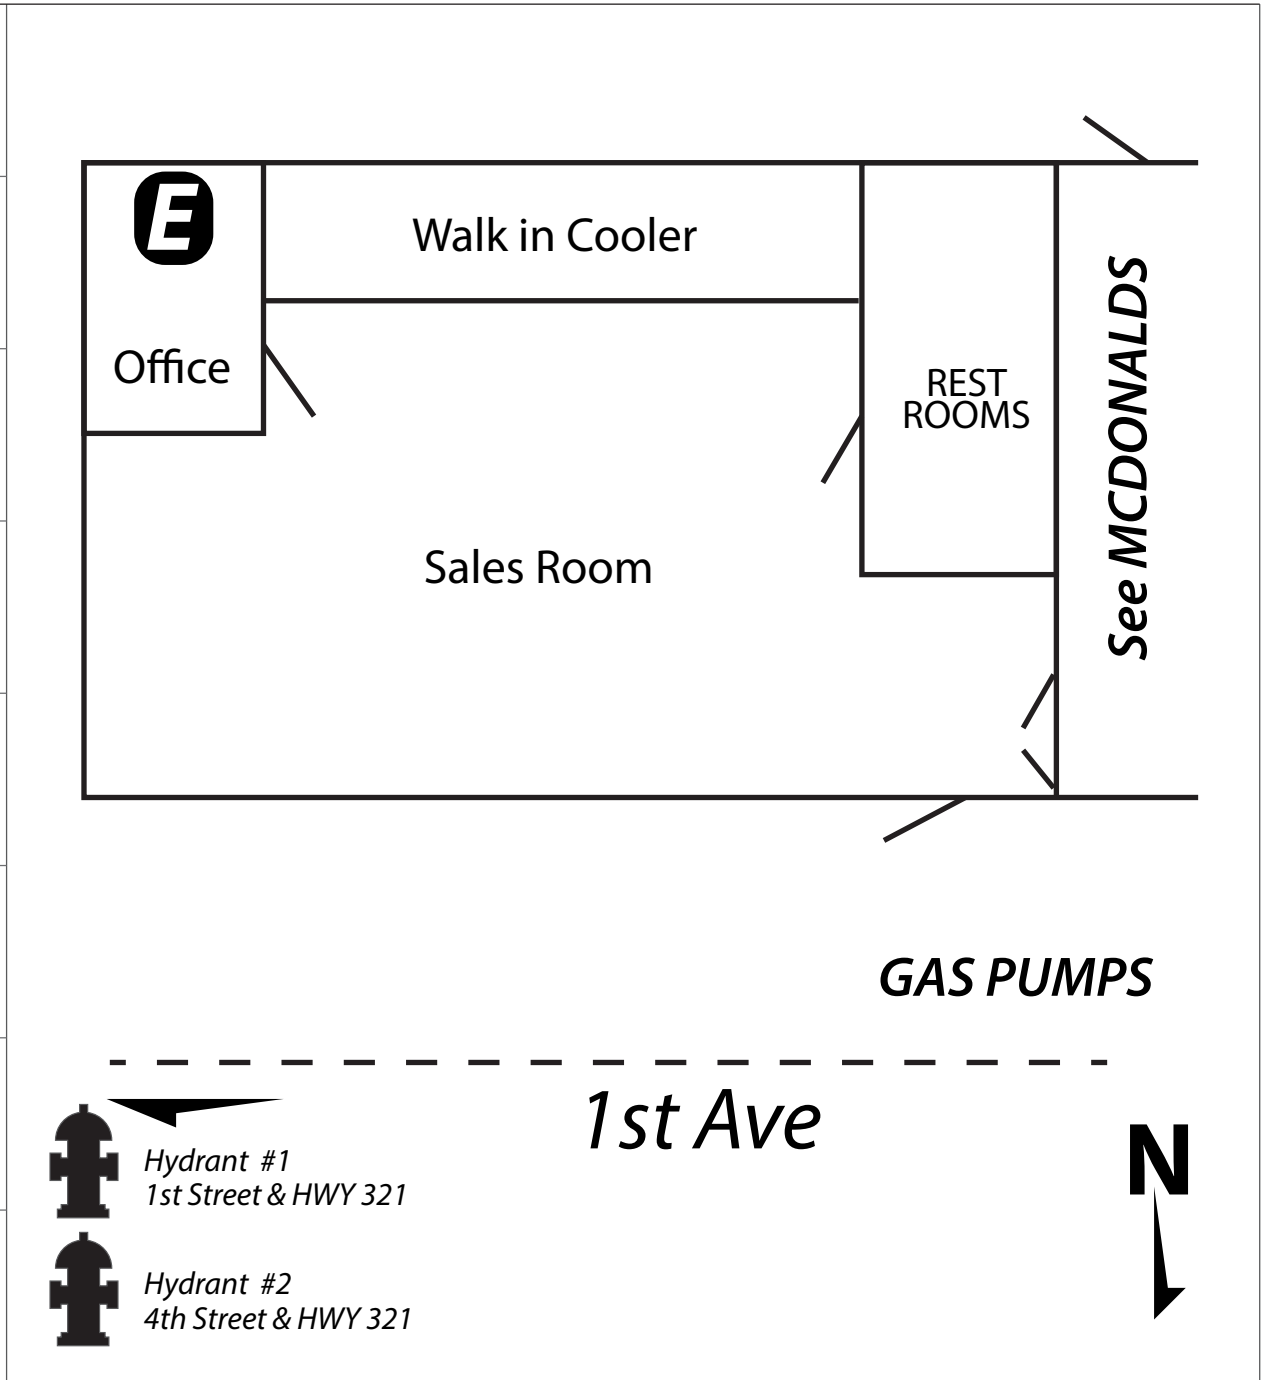 E
Walk in Cooler
Office
REST
ROOMS
See MCDONALDS
Sales Room
GAS PUMPS
1st Ave
Hydrant #1
1st Street & HWY 321
N
Hydrant #2
4th Street & HWY 321